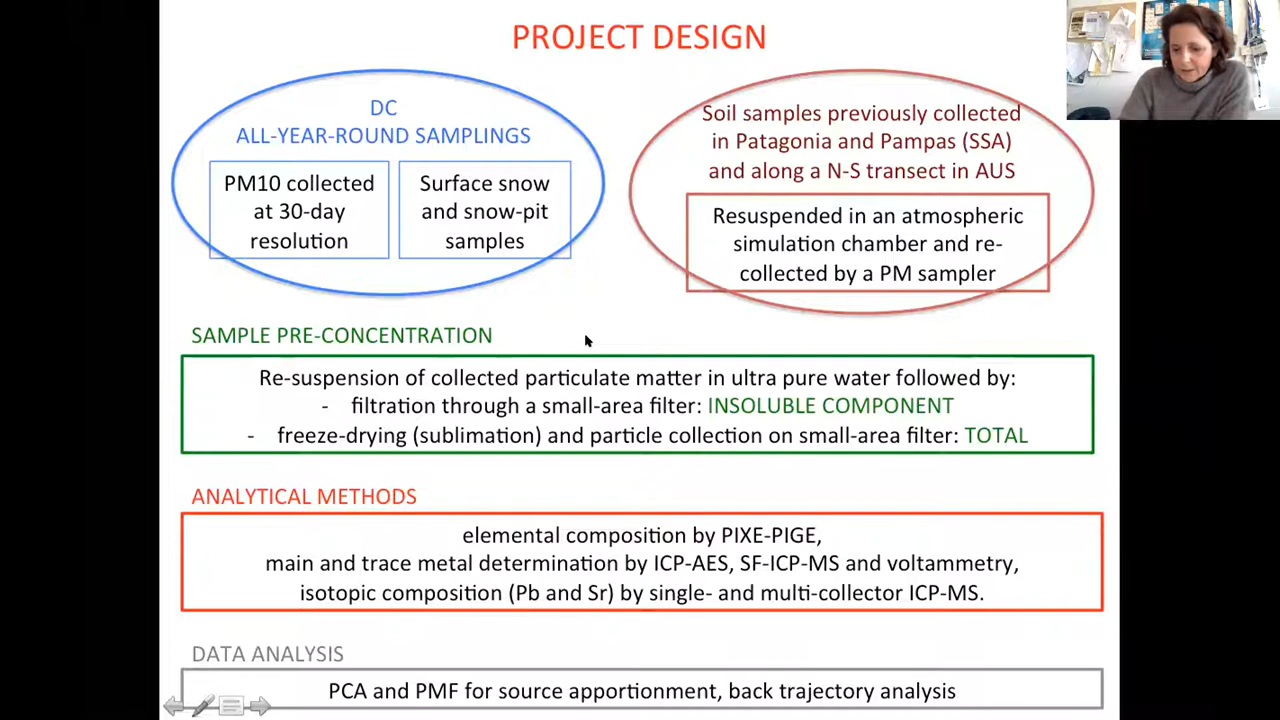 PROJECT DESIGN
DC
ALL-YEAR-ROUND SAMPLINGS
PM10 collected
at 30-day
resolution
Surface snow
and snow-pit
samples
Soil samples previously collected
in Patagonia and Pampas (SSA)
and along a N-S transect in AUS
Resuspended in an atmospheric
simulation chamber and re-
collected by a PM sampler
SAMPLE PRE-CONCENTRATION
Re-suspension of collected particulate matter in ultra pure water followed by:
- filtration through a small-area filter: INSOLUBLE COMPONENT
- freeze-drying (sublimation) and particle collection on small-area filter: TOTAL
ANALYTICAL METHODS
elemental composition by PIXE-PIGE,
main and trace metal determination by ICP-AES, SF-ICP-MS and voltammetry,
isotopic composition (Pb and Sr) by single- and multi-collector ICP-MS.
DATA ANALYSIS
PCA and PMF for source apportionment, back trajectory analysis